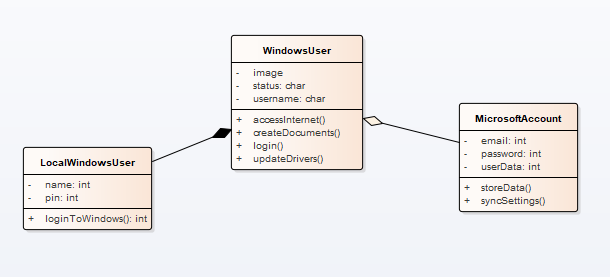 WindowsUser
- image
- status: char
- username: char
+ accessInternet()
+ createDocuments()
+ login()
+ updateDrivers()
LocalWindowsUser
- name: int
- pin: int
+ loginToWindows(): int
MicrosoftAccount
- email: int
- password: int
- userData: int
+ storeData()
+ syncSettings()